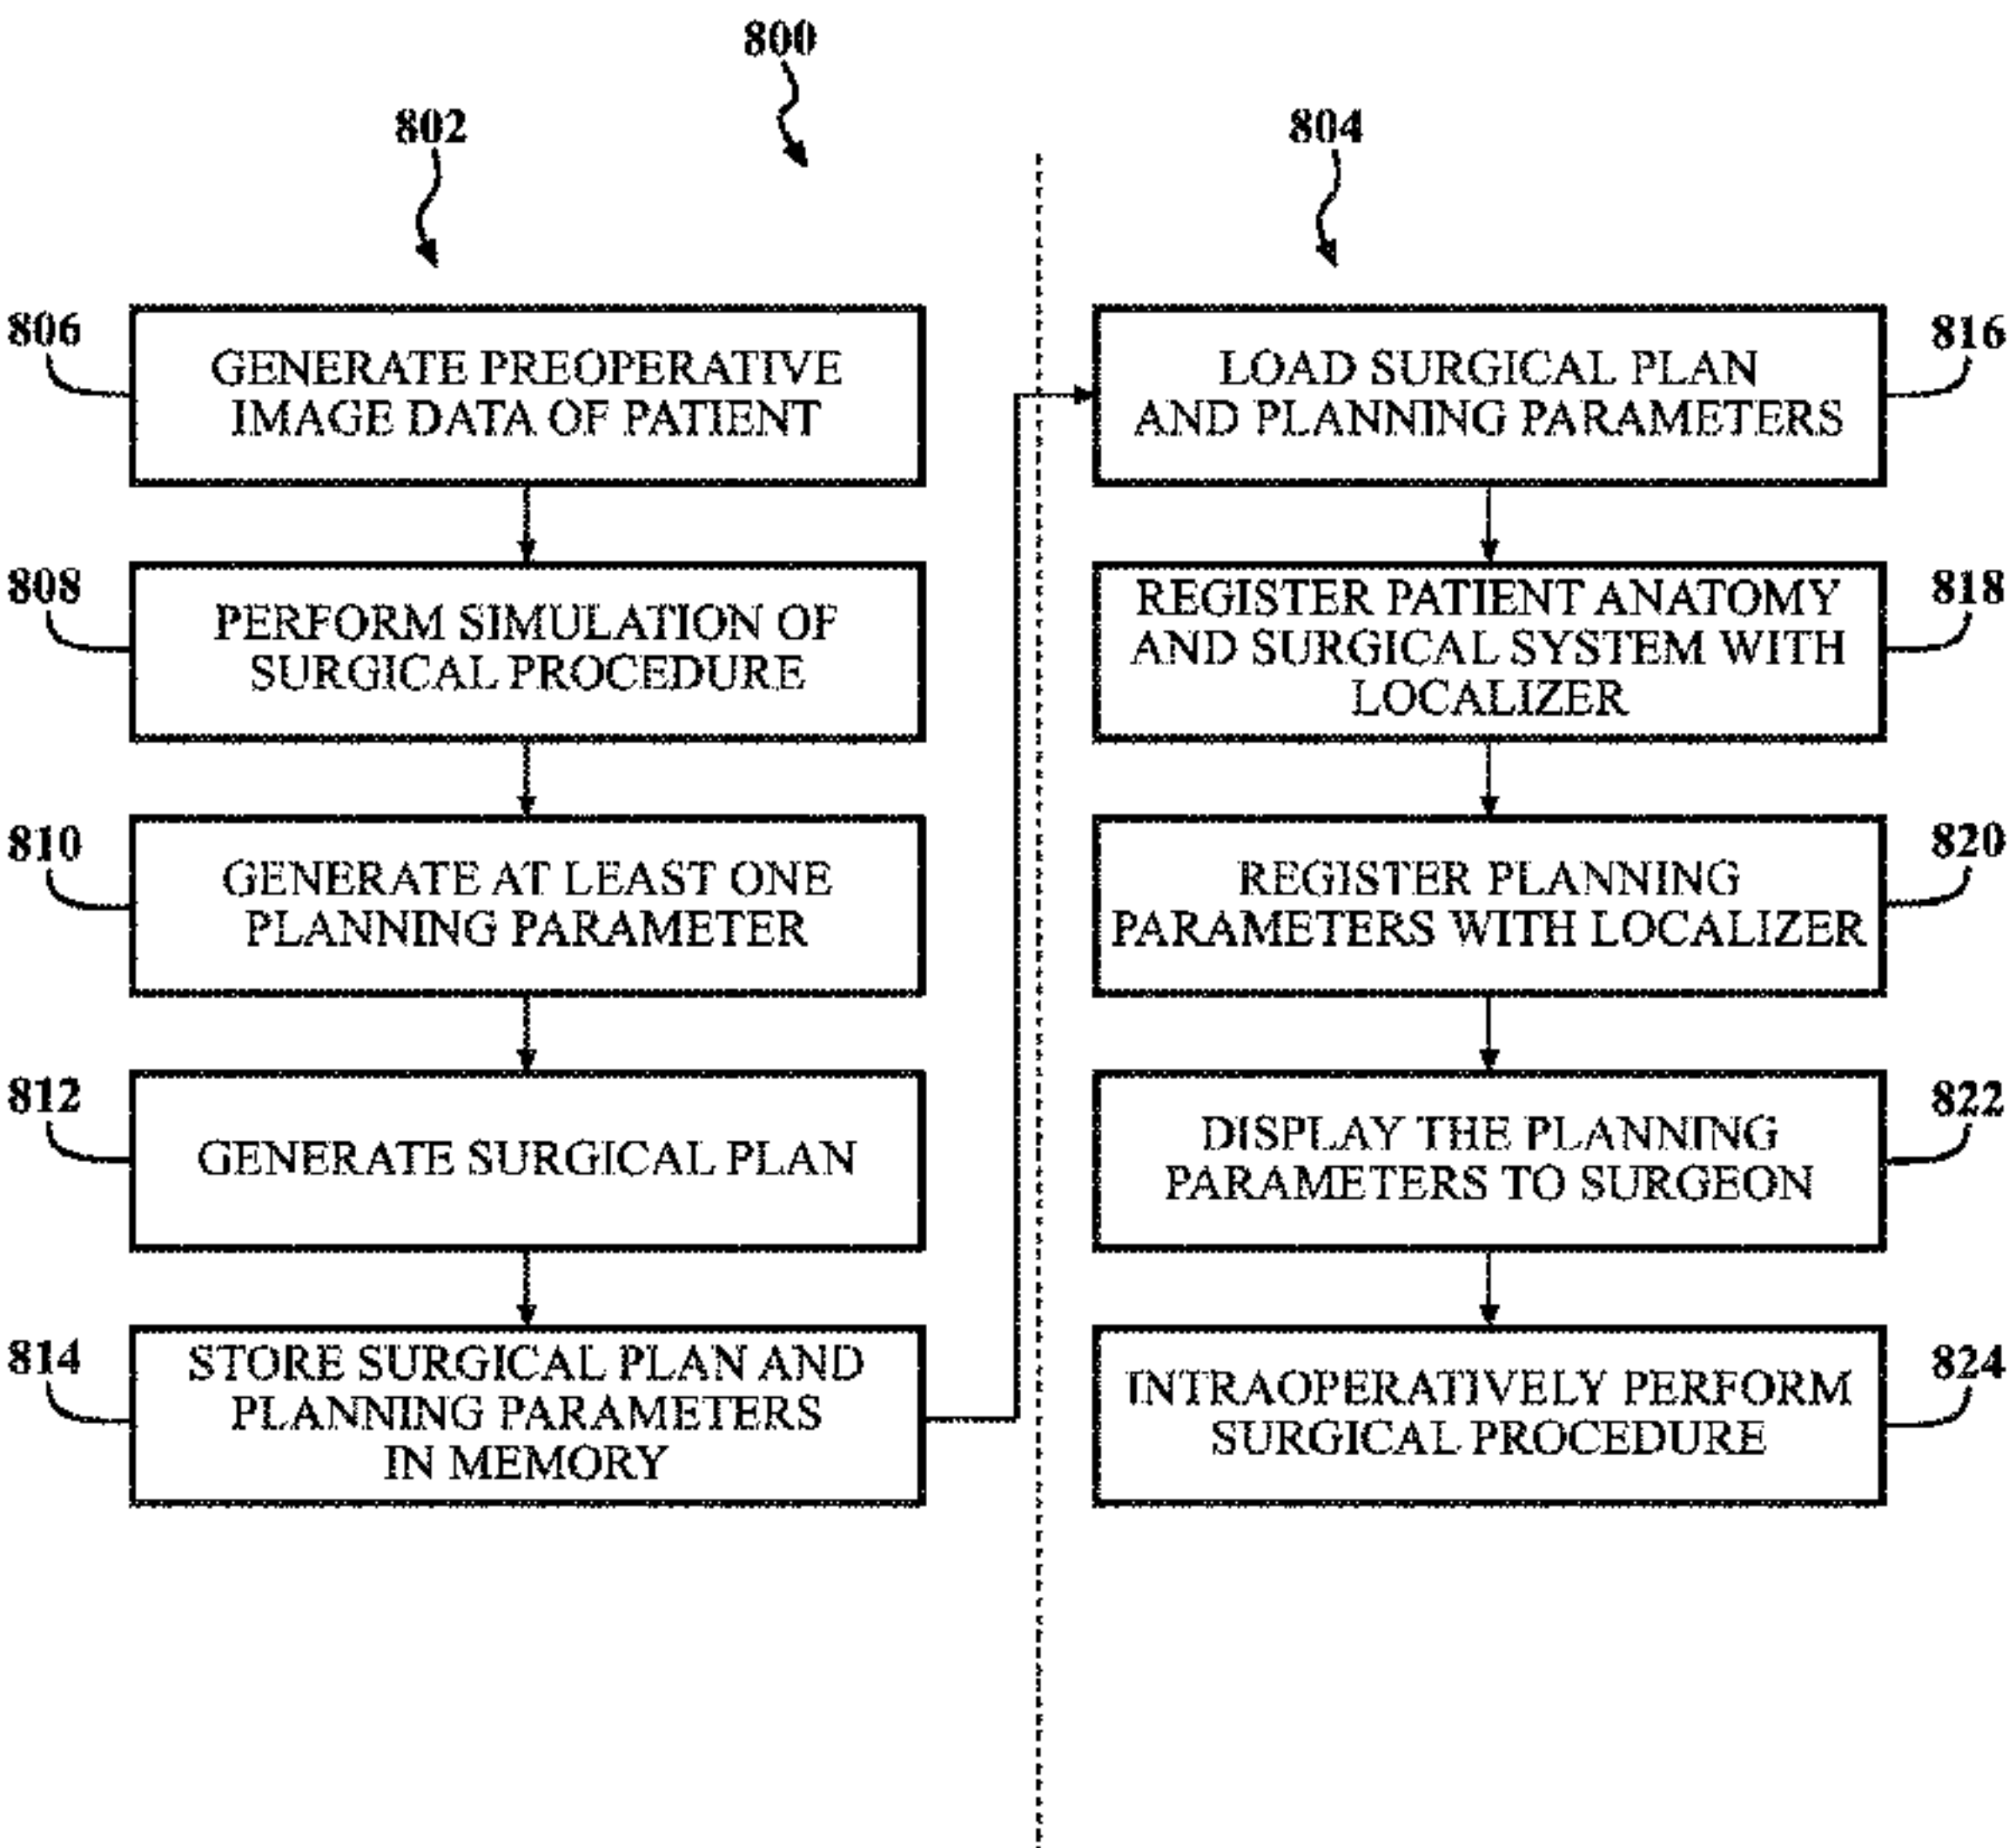 800
802
804
806
GENERATE PREOPERATIVE
IMAGE DATA OF PATIENT
808
PERFORM SIMULATION OF
SURGICAL PROCEDURE
810
GENERATE AT LEAST ONE
PLANNING PARAMETER
812
GENERATE SURGICAL PLAN
814
STORE SURGICAL PLAN AND
PLANNING PARAMETERS
IN MEMORY
LOAD SURGICAL PLAN
AND PLANNING PARAMETERS
816
REGISTER PATIENT ANATOMY
AND SURGICAL SYSTEM WITH
LOCALIZER
818
REGISTER PLANNING
PARAMETERS WITH LOCALIZER
820
DISPLAY THE PLANNING
PARAMETERS TO SURGEON
822
INTRAOPERATIVELY PERFORM
SURGICAL PROCEDURE
824